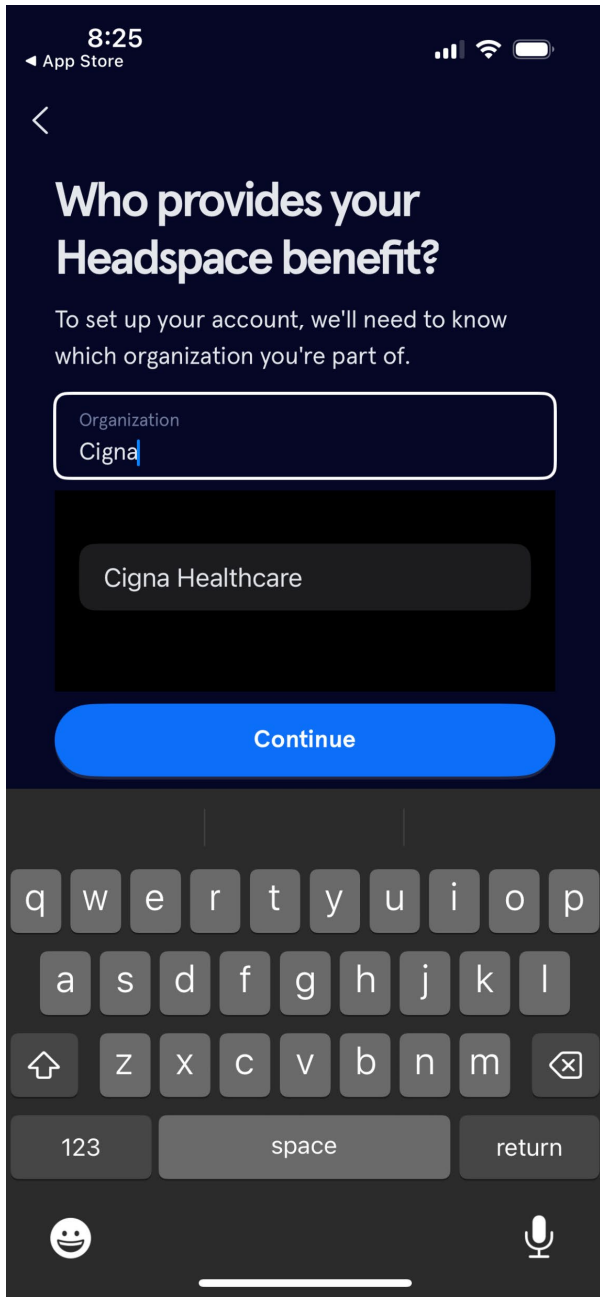 8:25
◀ App Store
Who provides your
Headspace benefit?
To set up your account, we'll need to know
which organization you're part of.
Organization
Cigna
Cigna Healthcare
Continue
q w e r t y u i o p
a s d f g h j k l
z x c v b n m
123 space return